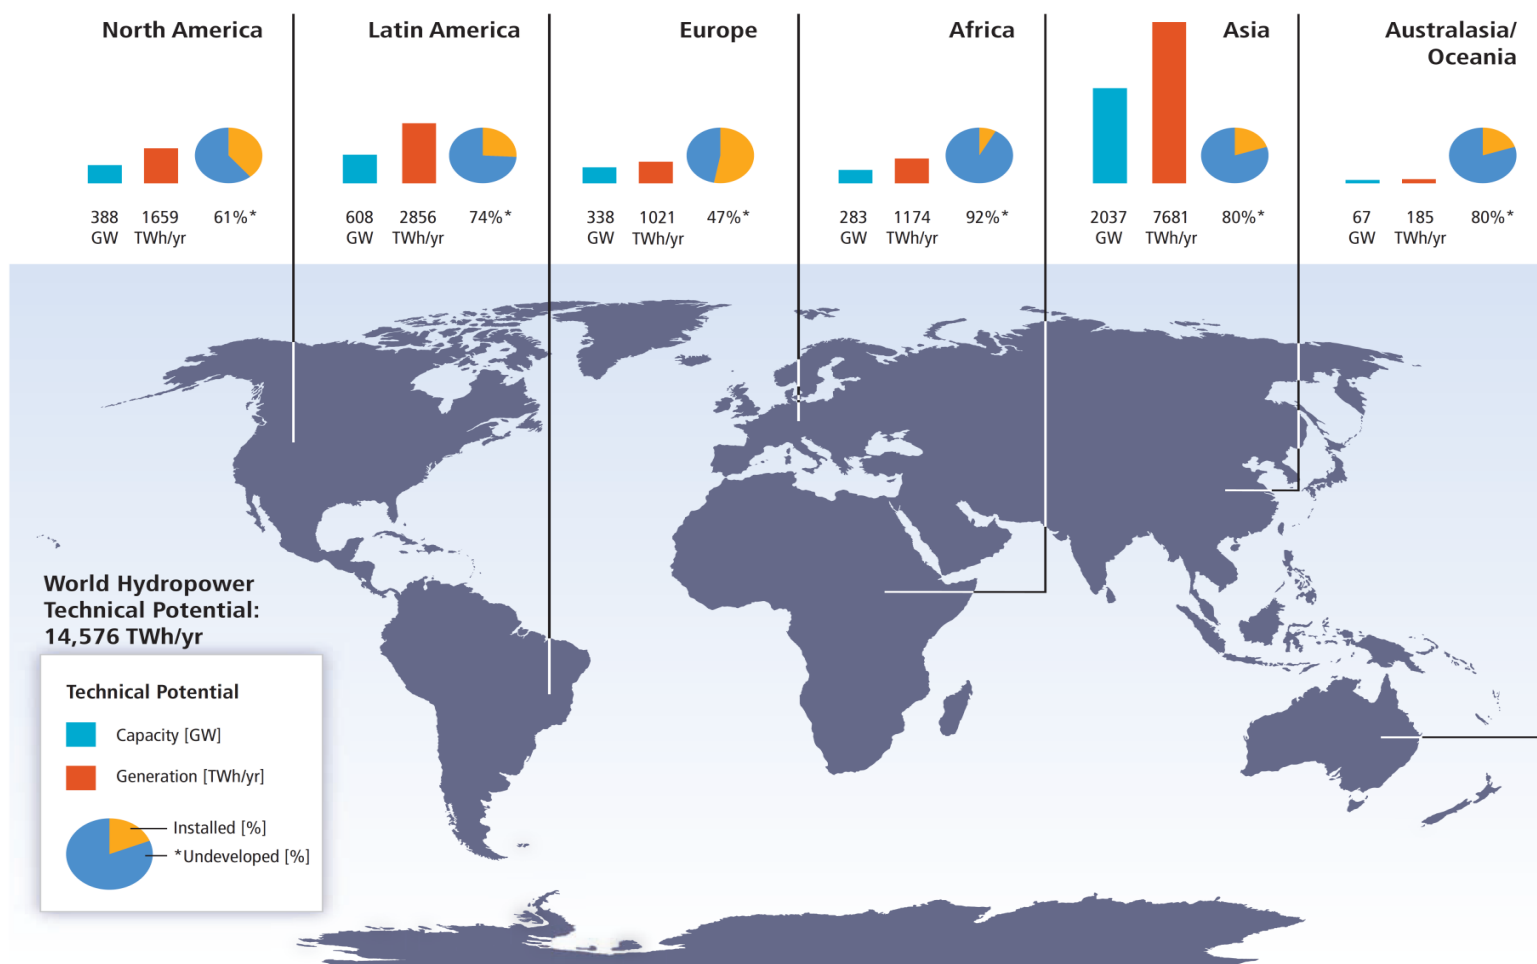 North America
Latin America
Europe
Africa
Asia
Australasia/
Oceania
388
GW
1659
TWh/yr
61%*
608
GW
2856
TWh/yr
74%*
338
GW
1021
TWh/yr
47%*
283
GW
1174
TWh/yr
92%*
2037
GW
7681
TWh/yr
80%*
67
GW
185
TWh/yr
80%*
World Hydropower
Technical Potential:
14,576 TWh/yr
Technical Potential
Capacity [GW]
Generation [TWh/yr]
Installed [%]
*Undeveloped [%]